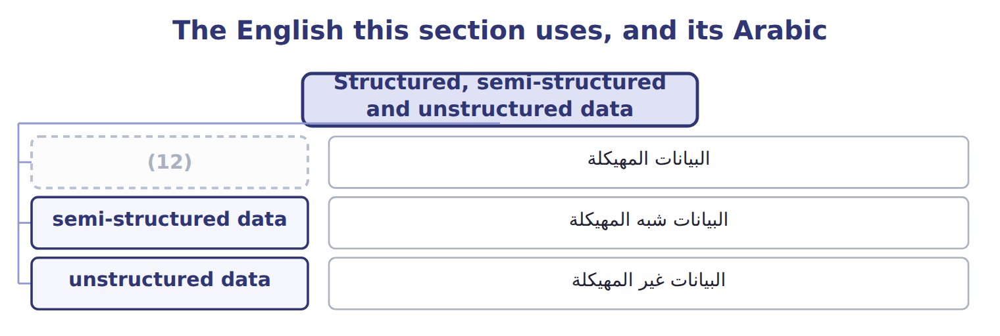 The English this section uses, and its Arabic
Structured, semi-structured
and unstructured data
(12)
البيانات المهيكلة
semi-structured data
البيانات شبه المهيكلة
unstructured data
البيانات غير المهيكلة